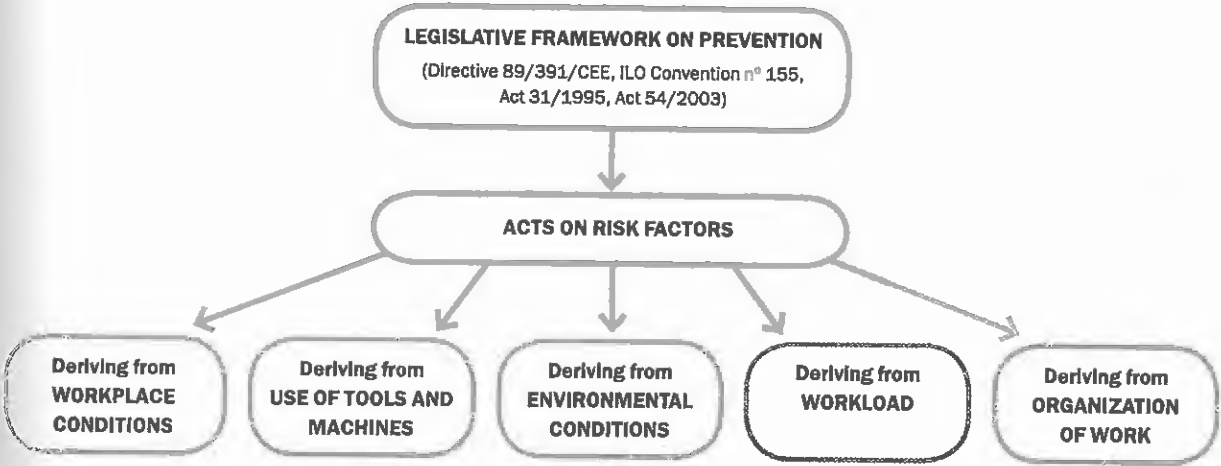 LEGISLATIVE FRAMEWORK ON PREVENTION
(Directive 89/391/CEE, ILO Convention nº 155,
Act 31/1995, Act 54/2003)
ACTS ON RISK FACTORS
Deriving from
WORKPLACE
CONDITIONS
Deriving from
USE OF TOOLS AND
MACHINES
Deriving from
ENVIRONMENTAL
CONDITIONS
Deriving from
WORKLOAD
Deriving from
ORGANIZATION
OF WORK